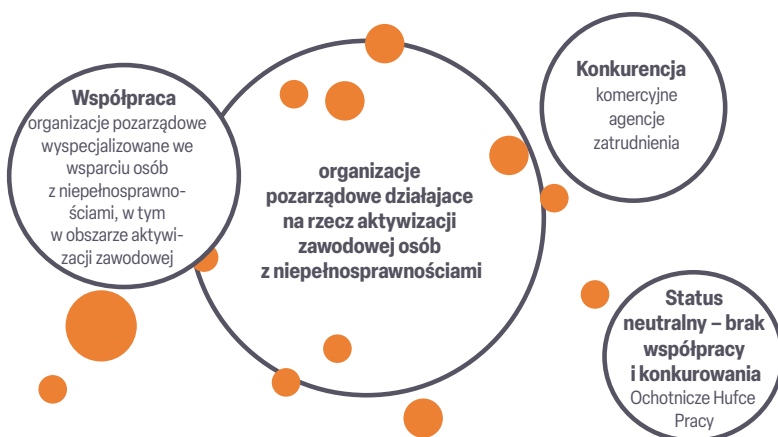 Współpraca
organizacje pozarządowe
wyspecjalizowane we
wsparciu osób
z niepełnosprawno-
ściami, w tym
w obszarze aktywi-
zacji zawodowej
organizacje
pozarządowe działajace
na rzecz aktywizacji
zawodowej osób
z niepełnosprawnościami
Konkurencja
komercyjne
agencje
zatrudnienia
Status
neutralny – brak
współpracy
i konkurowania
Ochotnicze Hufce
Pracy